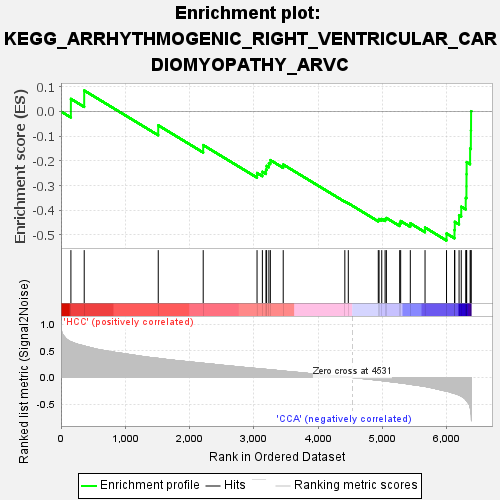 Enrichment plot:
KEGG_ARRHYTHMOGENIC_RIGHT_VENTRICULAR_CAR
DIOMYOPATHY_ARVC
Enrichment score (ES)
0.1
0.0
-0.1
-0.2
-0.3
-0.4
-0.5
Ranked list metric (Signal2Noise)
1.0
0.5
0.0
-0.5
'HCC' (positively correlated)
Zero cross at 4531
'CCA' (negatively correlated)
0
1,000
2,000
3,000
4,000
5,000
6,000
Rank in Ordered Dataset
Enrichment profile
Hits
Ranking metric scores